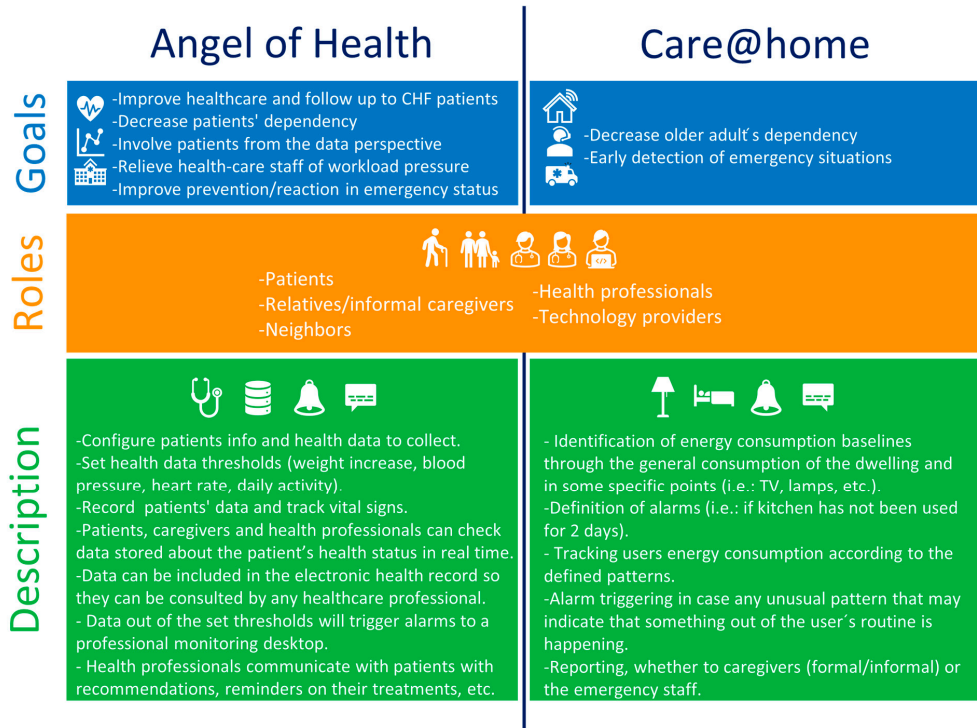 Angel of Health
Care@home
Goals
-Improve healthcare and follow up to CHF patients
-Decrease patients' dependency
-Involve patients from the data perspective
-Relieve health-care staff of workload pressure
-Improve prevention/reaction in emergency status
-Decrease older adult´s dependency
-Early detection of emergency situations
Roles
-Patients
-Relatives/informal caregivers
-Neighbors
-Health professionals
-Technology providers
Description
-Configure patients info and health data to collect.
-Set health data thresholds (weight increase, blood
pressure, heart rate, daily activity).
-Record patients' data and track vital signs.
-Patients, caregivers and health professionals can check
data stored about the patient's health status in real time.
-Data can be included in the electronic health record so
they can be consulted by any healthcare professional.
- Data out of the set thresholds will trigger alarms to a
professional monitoring desktop.
- Health professionals communicate with patients with
recommendations, reminders on their treatments, etc.
- Identification of energy consumption baselines
through the general consumption of the dwelling and
in some specific points (i.e.: TV, lamps, etc.).
-Definition of alarms (i.e.: if kitchen has not been used
for 2 days).
- Tracking users energy consumption according to the
defined patterns.
-Alarm triggering in case any unusual pattern that may
indicate that something out of the user´s routine is
happening.
-Reporting, whether to caregivers (formal/informal) or
the emergency staff.